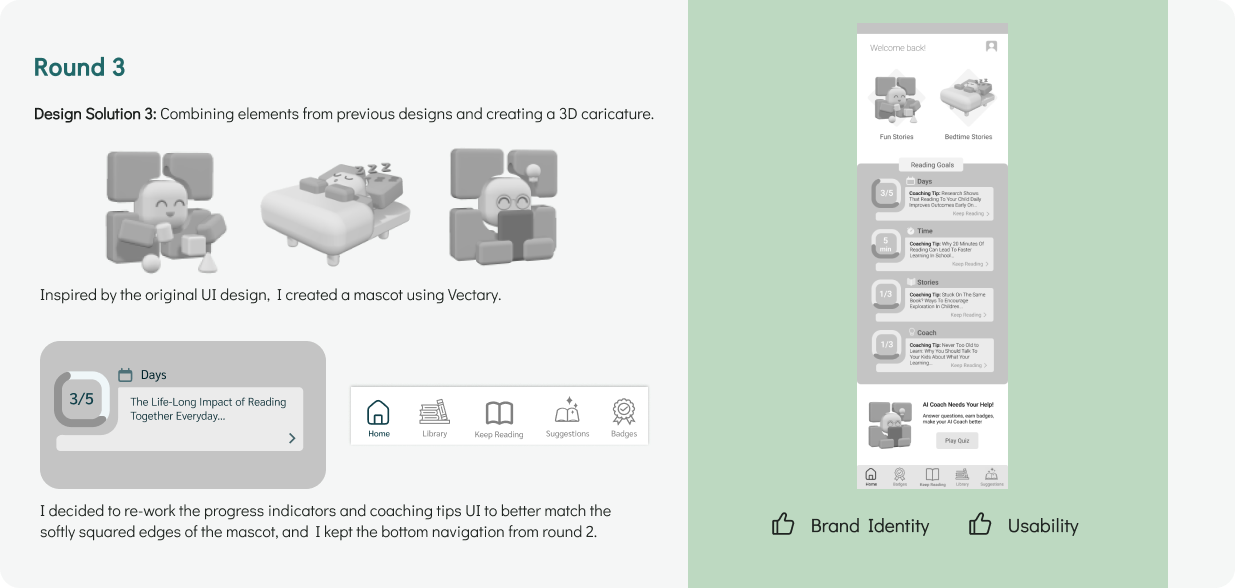 Round 3
Design Solution 3: Combining elements from previous designs and creating a 3D caricature.
z z z
Inspired by the original UI design, I created a mascot using Vectary.
3/5
Days
The Life-Long Impact of Reading
Together Everyday...
Home
Library
Keep Reading
Suggestions
Badges
I decided to re-work the progress indicators and coaching tips UI to better match the
softly squared edges of the mascot, and I kept the bottom navigation from round 2.
Welcome back!
Fun Stories
Bedtime Stories
Reading Goals
Days
3/5
Coaching Tip: Research Shows
That Reading To Your Child Daily
Improves Outcomes Early On...
Keep Reading
Time
5
min
Coaching Tip: Why 20 Minutes Of
Reading Can Lead To Faster
Learning In School...
Keep Reading
Stories
1/3
Coaching Tip: Stuck On The Same
Book? Ways To Encourage
Exploration In Children...
Keep Reading
Coach
1/3
Coaching Tip: Never Too Old to
Learn: Why You Should Talk To
Your Kids About What Your
Learning...
Keep Reading
AI Coach Needs Your Help!
Answer questions, earn badges,
make your AI Coach better
Play Quiz
Home
Badges
Keep Reading
Library
Suggestions
Brand Identity
Usability